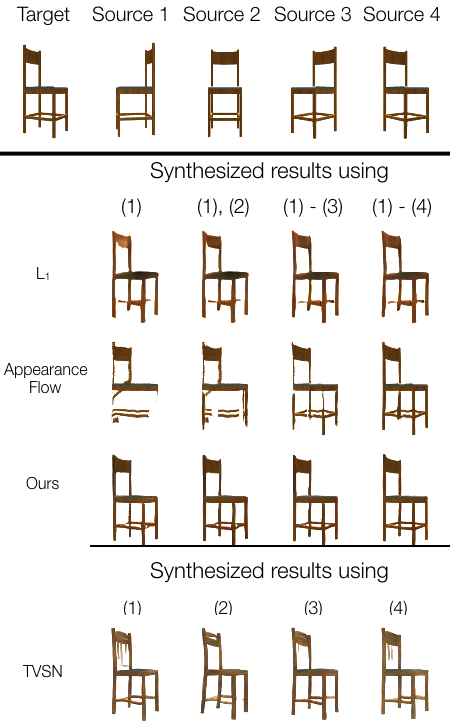 Target Source 1 Source 2 Source 3 Source 4
Synthesized results using
(1) (1), (2) (1) - (3) (1) - (4)
L₁
Appearance
Flow
Ours
Synthesized results using
(1) (2) (3) (4)
TVSN